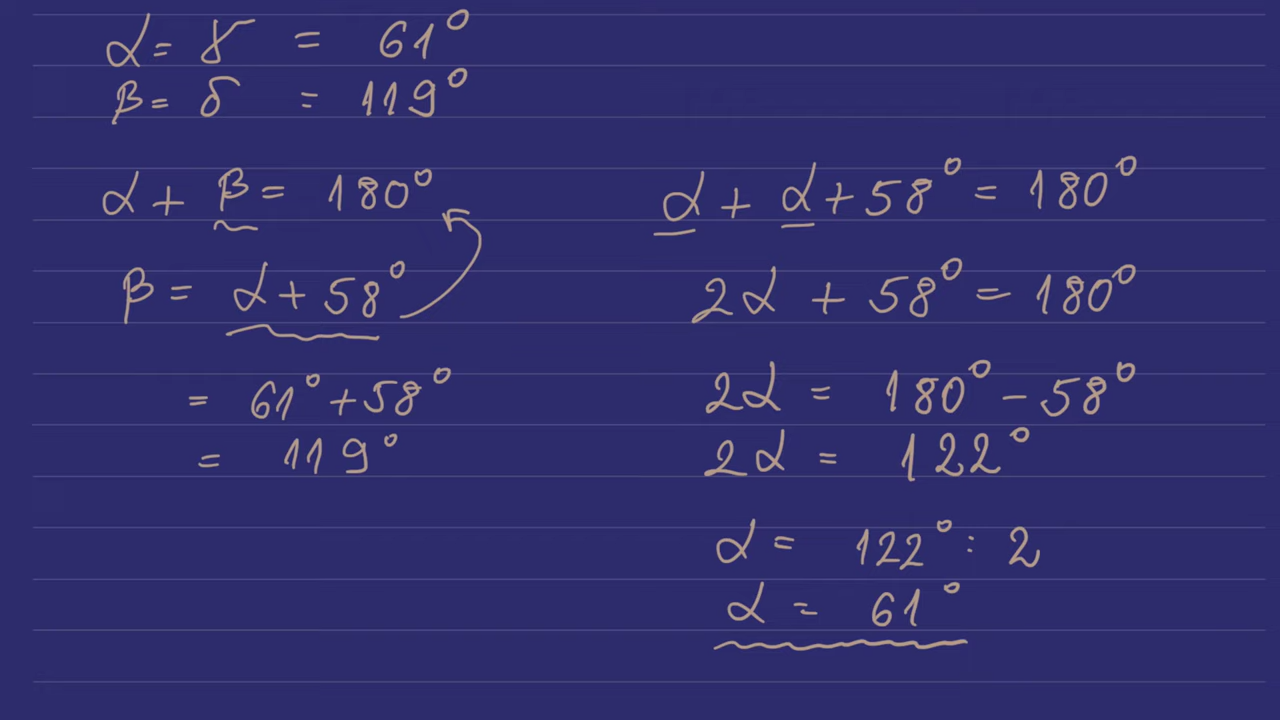 α = γ = 61°
β = δ = 119°
α + β = 180°
β = α + 58°
= 61° + 58°
= 119°
α + α + 58° = 180°
2α + 58° = 180°
2α = 180° - 58°
2α = 122°
α = 122° : 2
α = 61°